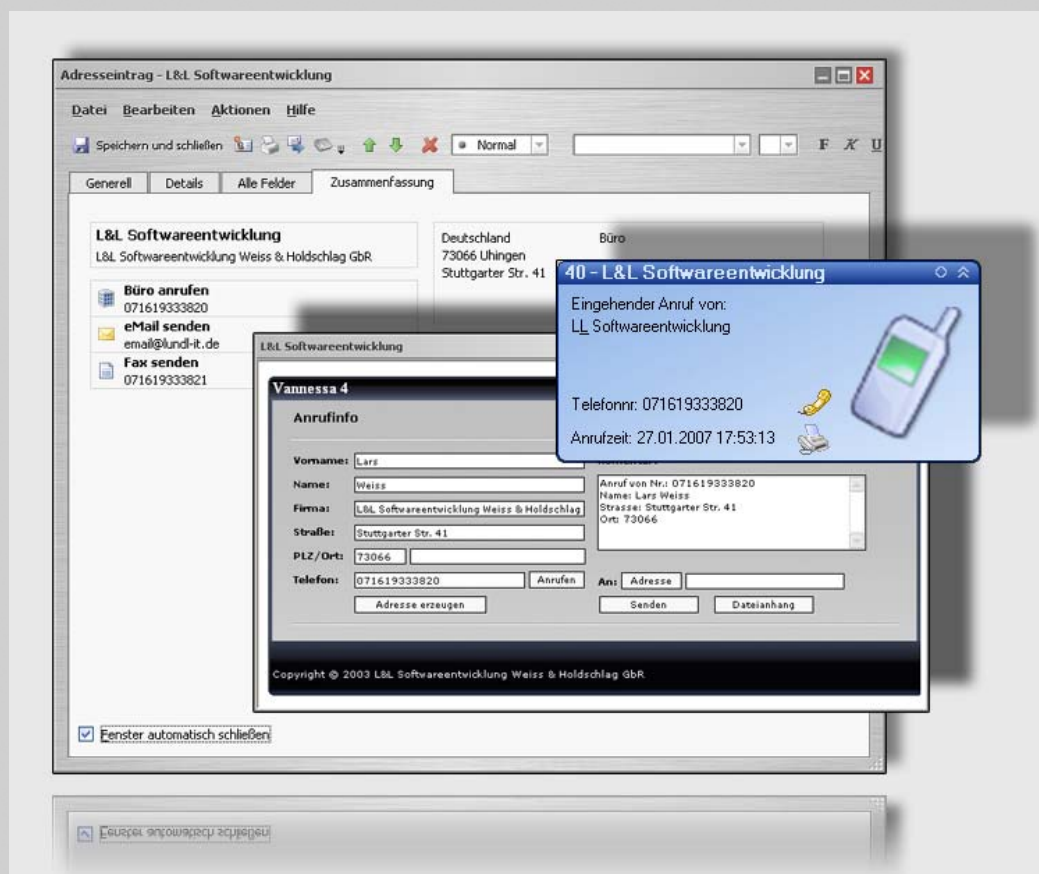 Adresseintrag - L&L Softwareentwicklung
Datei Bearbeiten Aktionen Hilfe
Speichern und schließen Normal F K U
Generell Details Alle Felder Zusammenfassung
L&L Softwareentwicklung
L&L Softwareentwicklung Weiss & Holdschlag GbR
Büro anrufen
071619333820
eMail senden
email@lundl-it.de
Fax senden
071619333821
Deutschland Büro
73066 Uhingen
Stuttgarter Str. 41
40 - L&L Softwareentwicklung
Eingehender Anruf von:
LL Softwareentwicklung
Telefonnr: 071619333820
Anrufzeit: 27.01.2007 17:53:13
L&L Softwareentwicklung
Vannessa 4
Anrufinfo
Vorname: Lars
Name: Weiss
Firma: L&L Softwareentwicklung Weiss & Holdschlag
Straße: Stuttgarter Str. 41
PLZ/Ort: 73066
Telefon: 071619333820 Anrufen
Adresse erzeugen
Anruf von Nr.: 071619333820
Name: Lars Weiss
Strasse: Stuttgarter Str. 41
Ort: 73066
An: Adresse
Senden Dateianhang
Copyright © 2003 L&L Softwareentwicklung Weiss & Holdschlag GbR
Fenster automatisch schließen
Fenster automatisch schließen